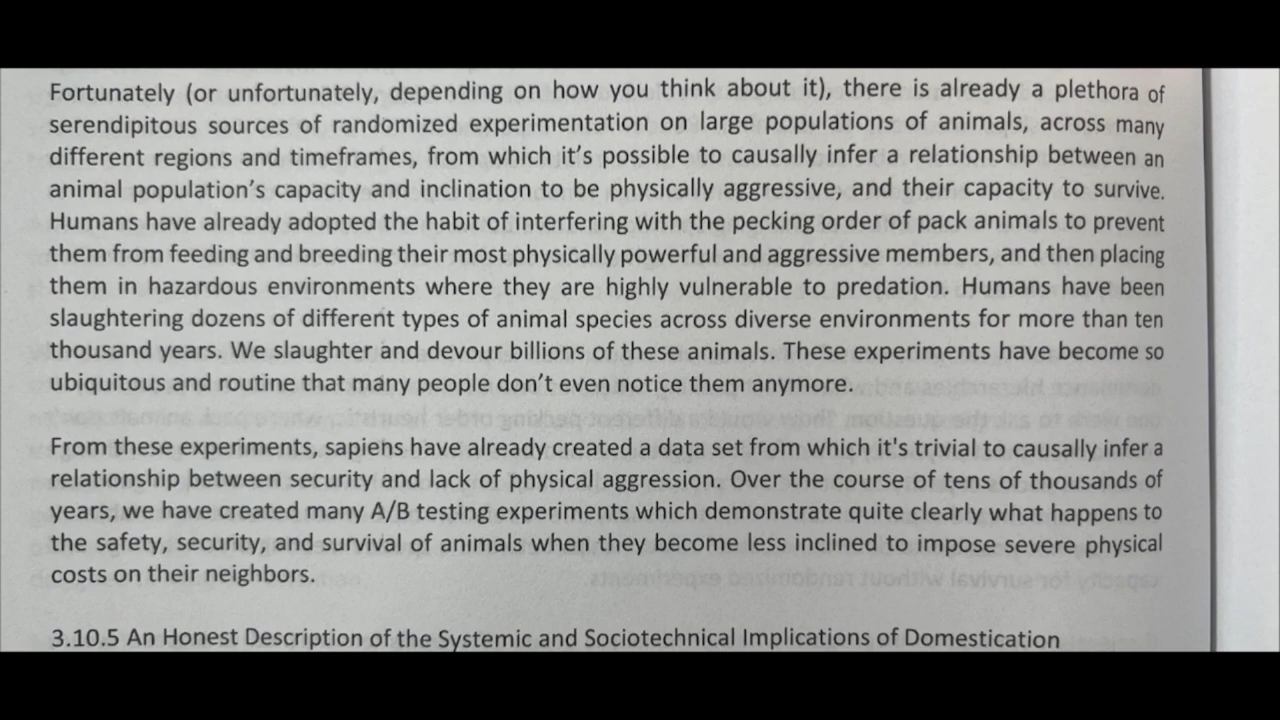 Fortunately (or unfortunately, depending on how you think about it), there is already a plethora of
serendipitous sources of randomized experimentation on large populations of animals, across many
different regions and timeframes, from which it's possible to causally infer a relationship between an
animal population's capacity and inclination to be physically aggressive, and their capacity to survive.
Humans have already adopted the habit of interfering with the pecking order of pack animals to prevent
them from feeding and breeding their most physically powerful and aggressive members, and then placing
them in hazardous environments where they are highly vulnerable to predation. Humans have been
slaughtering dozens of different types of animal species across diverse environments for more than ten
thousand years. We slaughter and devour billions of these animals. These experiments have become so
ubiquitous and routine that many people don't even notice them anymore.
From these experiments, sapiens have already created a data set from which it's trivial to causally infer a
relationship between security and lack of physical aggression. Over the course of tens of thousands of
years, we have created many A/B testing experiments which demonstrate quite clearly what happens to
the safety, security, and survival of animals when they become less inclined to impose severe physical
costs on their neighbors.
3.10.5 An Honest Description of the Systemic and Sociotechnical Implications of Domestication